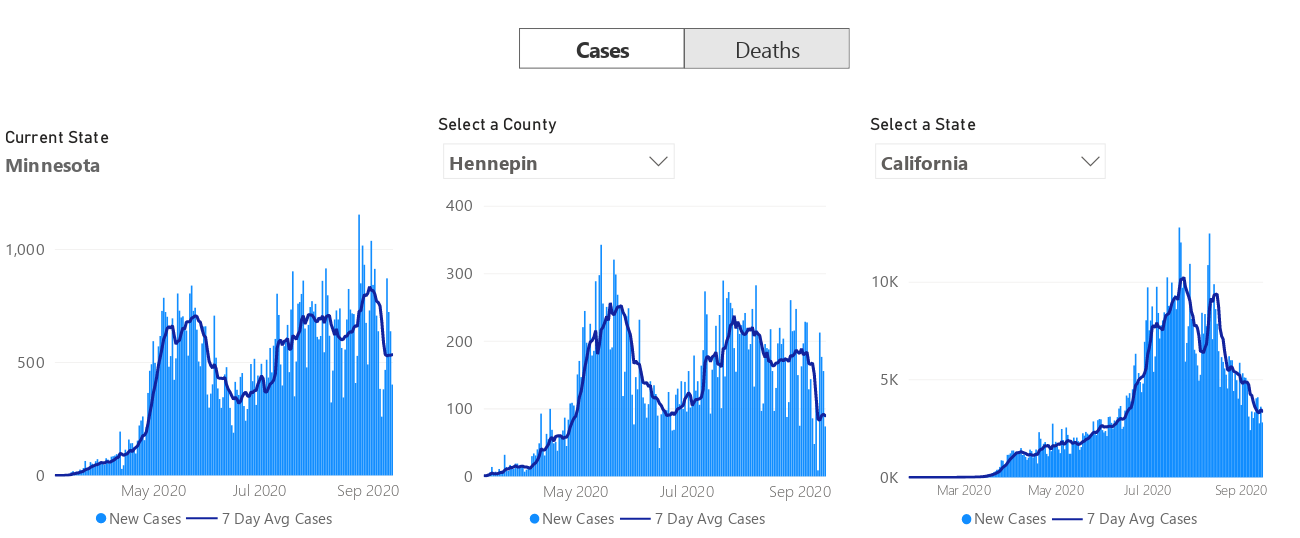 Cases Deaths
Current State
Minnesota
1,000
500
0
May 2020 Jul 2020 Sep 2020
New Cases 7 Day Avg Cases
Select a County
Hennepin
400
300
200
100
0
May 2020 Jul 2020 Sep 2020
New Cases 7 Day Avg Cases
Select a State
California
10K
5K
0K
Mar 2020 May 2020 Jul 2020 Sep 2020
New Cases 7 Day Avg Cases